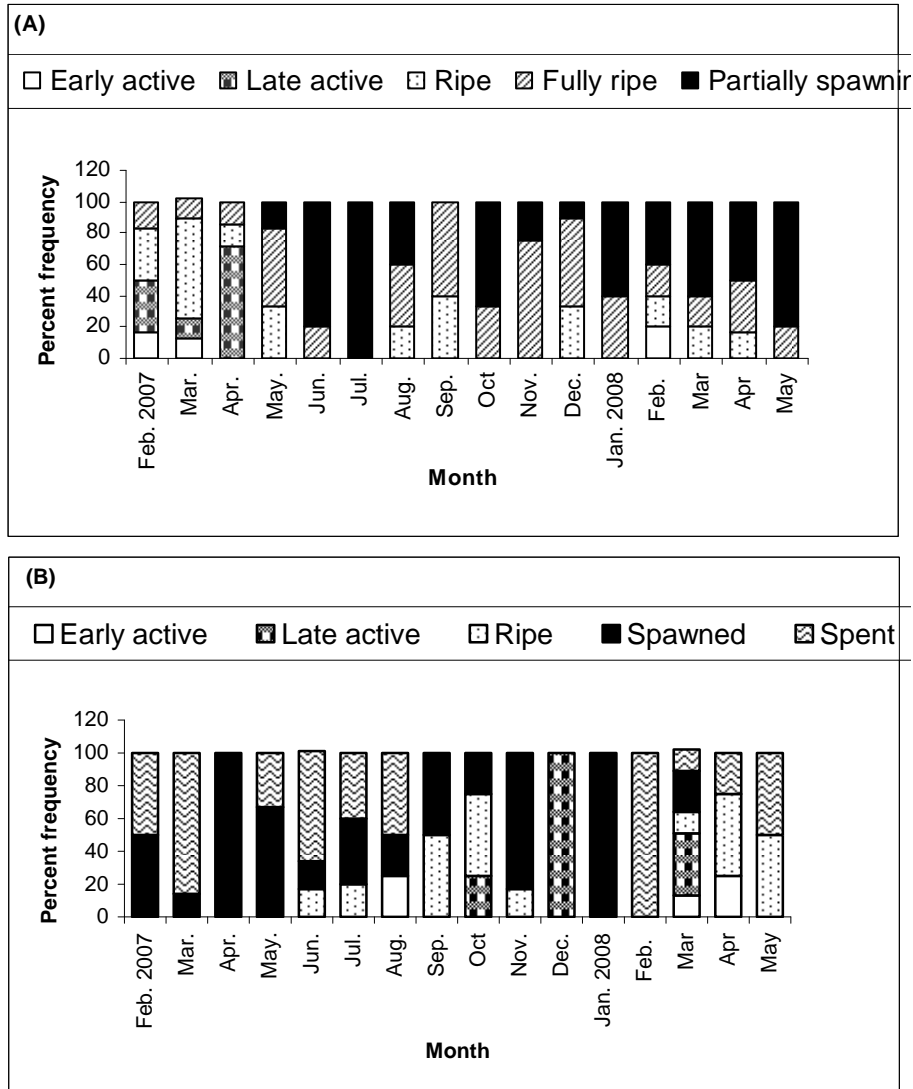 (A)
Early active Late active Ripe Fully ripe Partially spawnin
120
100
80
60
40
20
0
Percent frequency
Feb. 2007 Mar. Apr. May. Jun. Jul. Aug. Sep. Oct Nov. Dec. Jan. 2008 Feb. Mar Apr May
Month
(B)
Early active Late active Ripe Spawned Spent
120
100
80
60
40
20
0
Percent frequency
Feb. 2007 Mar. Apr. May. Jun. Jul. Aug. Sep. Oct Nov. Dec. Jan. 2008 Feb. Mar Apr May
Month